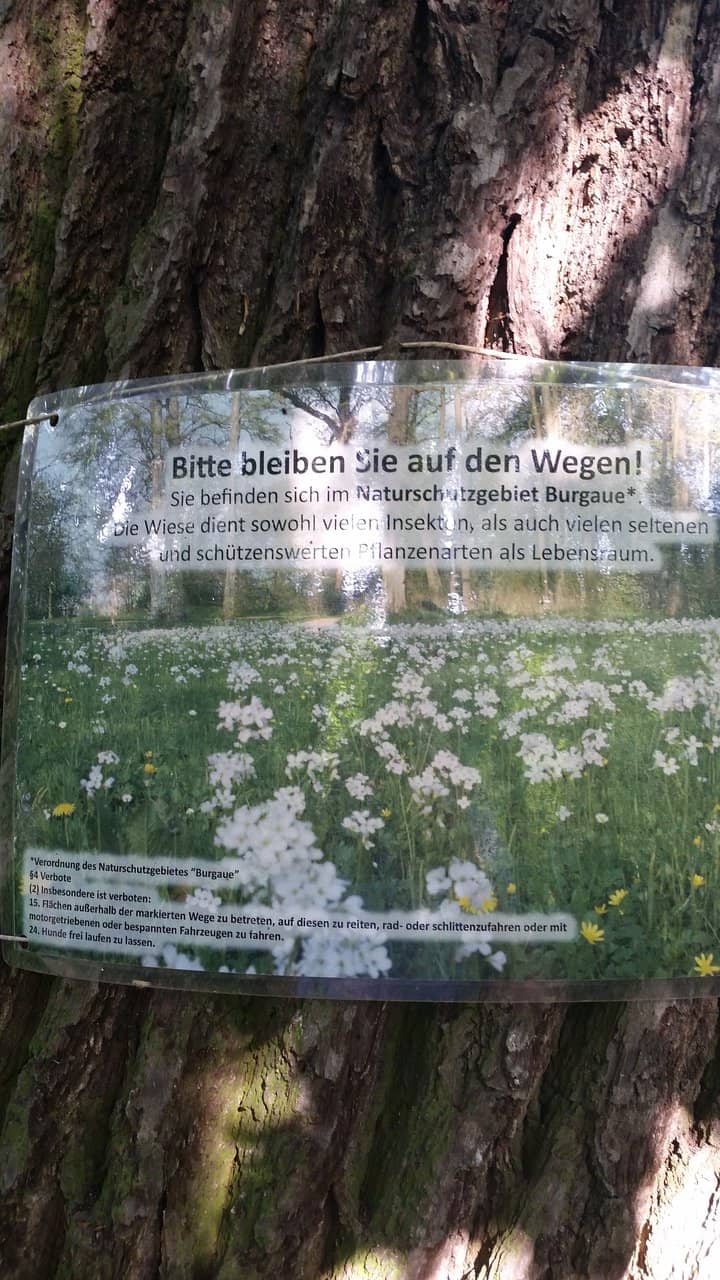 Bitte bleiben Sie auf den Wegen!
Sie befinden sich im Naturschutzgebiet Burgaue*.
Die Wiese dient sowohl vielen Insekten, als auch vielen seltenen
und schützenswerten Pflanzenarten als Lebensraum.
*Verordnung des Naturschutzgebietes "Burgaue"
§4 Verbote
(2) Insbesondere ist verboten:
15. Flächen außerhalb der markierten Wege zu betreten, auf diesen zu reiten, rad- oder schlittenzufahren oder mit
motorgetriebenen oder bespannten Fahrzeugen zu fahren.
24. Hunde frei laufen zu lassen.